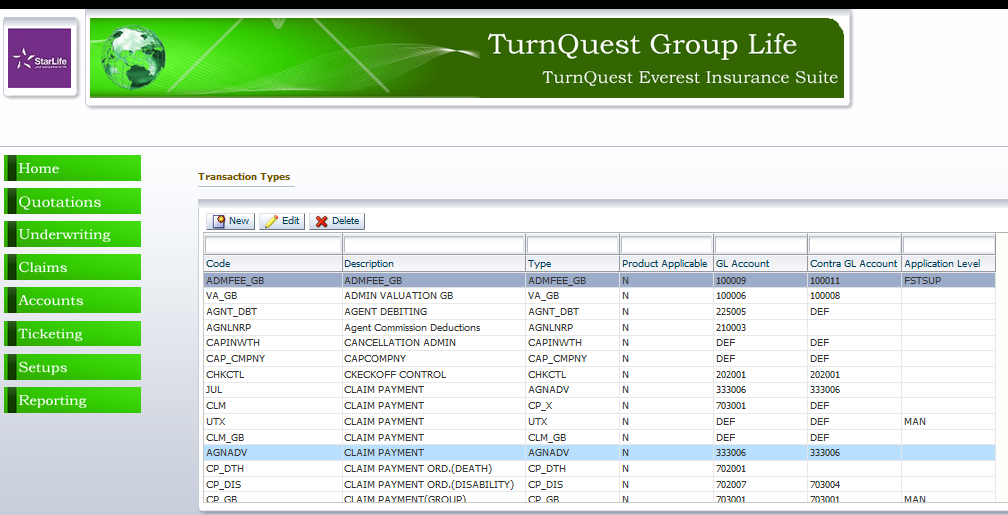 StarLife
TurnQuest Group Life
TurnQuest Everest Insurance Suite
Home
Quotations
Underwriting
Claims
Accounts
Ticketing
Setups
Reporting
Transaction Types
New Edit Delete
Code Description Type Product Applicable GL Account Contra GL Account Application Level
ADMFEE_GB ADMFEE_GB ADMFEE_GB N 100009 100011 FSTSUP
VA_GB ADMIN VALUATION GB VA_GB N 100006 100008
AGNT_DBT AGENT DEBITING AGNT_DBT N 225005 DEF
AGNLNRP Agent Commission Deductions AGNLNRP N 210003
CAPINWTH CANCELLATION ADMIN CAPINWTH N DEF DEF
CAP_CMPNY CAPCOMPNY CAP_CMPNY N DEF DEF
CHKCTL CKECKOFF CONTROL CHKCTL N 202001 202001
JUL CLAIM PAYMENT AGNADV N 333006 333006
CLM CLAIM PAYMENT CP_X N 703001 DEF
UTX CLAIM PAYMENT UTX N DEF DEF MAN
CLM_GB CLAIM PAYMENT CLM_GB N DEF DEF
AGNADV CLAIM PAYMENT AGNADV N 333006 333006
CP_DTH CLAIM PAYMENT ORD.(DEATH) CP_DTH N 702001
CP_DIS CLAIM PAYMENT ORD.(DISABILITY) CP_DIS N 702007 703004
CP_GB CLAIM PAYMENT(GROUP) CP_GB N 703001 703001 MAN